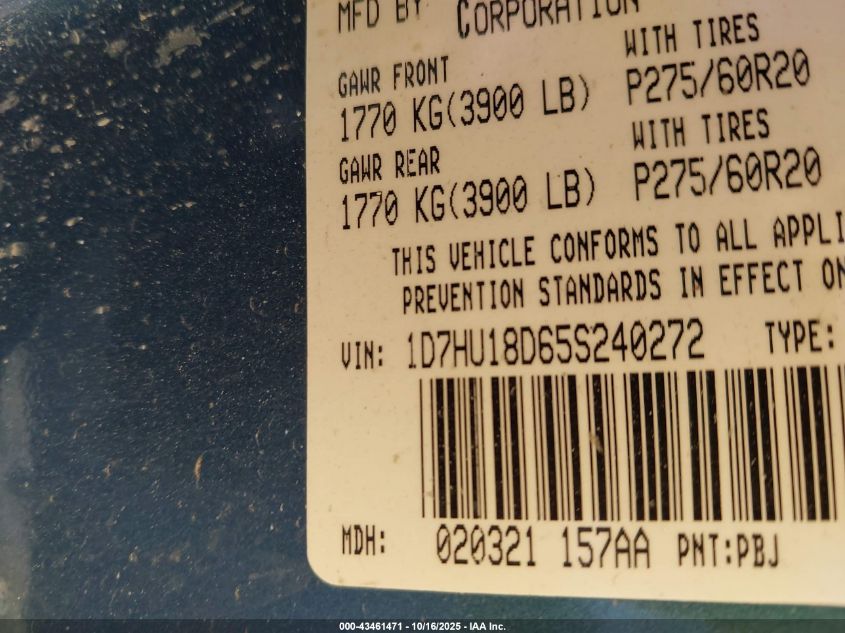 MFD BY CORPORATION
WITH TIRES
GAWR FRONT
1770 KG(3900 LB) P275/60R20
WITH TIRES
GAWR REAR
1770 KG(3900 LB) P275/60R20
THIS VEHICLE CONFORMS TO ALL APPLI
PREVENTION STANDARDS IN EFFECT ON
VIN: 1D7HU18D65S240272 TYPE:
MDH: 020321 157AA PNT:PBJ
000-43461471 - 10/16/2025 - IAA Inc.